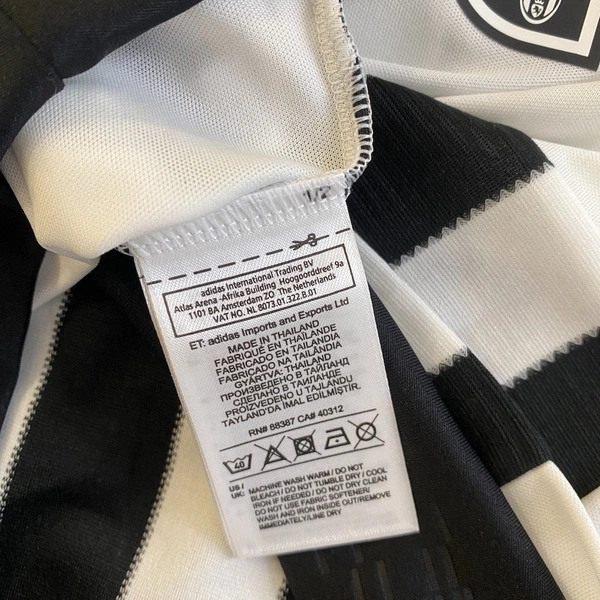 1/2
adidas International Trading BV
Atlas Arena -Afrika Building Hoogoorddreef 9a
1101 BA Amsterdam ZO The Netherlands
VAT NO. NL 8073.01.322.B.01
ET: adidas Imports and Exports Ltd
MADE IN THAILAND
FABRIQUÉ EN THAÏLANDE
FABRICADO EN TAILANDIA
FABRICADO NA TAILÂNDIA
GYÁRTVA: THAILAND
ПРОИЗВЕДЕНО В ТАЙЛАНД
СДЕЛАНО В ТАИЛАНДЕ
PROIZVEDENO U TAJLANDU
TAYLAND'DA İMAL EDİLMİŞTİR.
RN# 88387 CA# 40312
40
US / UK: MACHINE WASH WARM / DO NOT
BLEACH / DO NOT TUMBLE DRY / COOL
IRON IF NEEDED / DO NOT DRY CLEAN
DO NOT USE FABRIC SOFTENER/
WASH AND IRON INSIDE OUT/REMOVE
IMMEDIATELY/LINE DRY